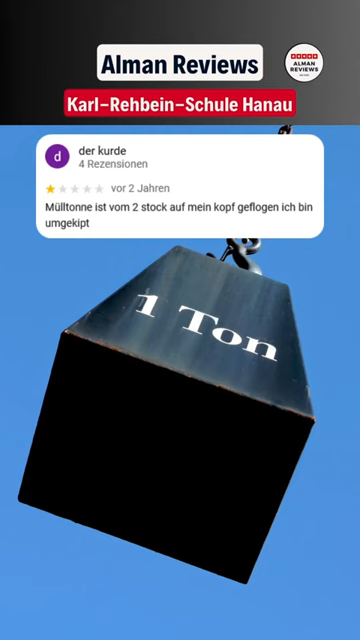 Alman Reviews
ALMAN
REVIEWS
Karl-Rehbein-Schule Hanau
d
der kurde
4 Rezensionen
vor 2 Jahren
Mülltonne ist vom 2 stock auf mein kopf geflogen ich bin
umgekipt
1 Ton